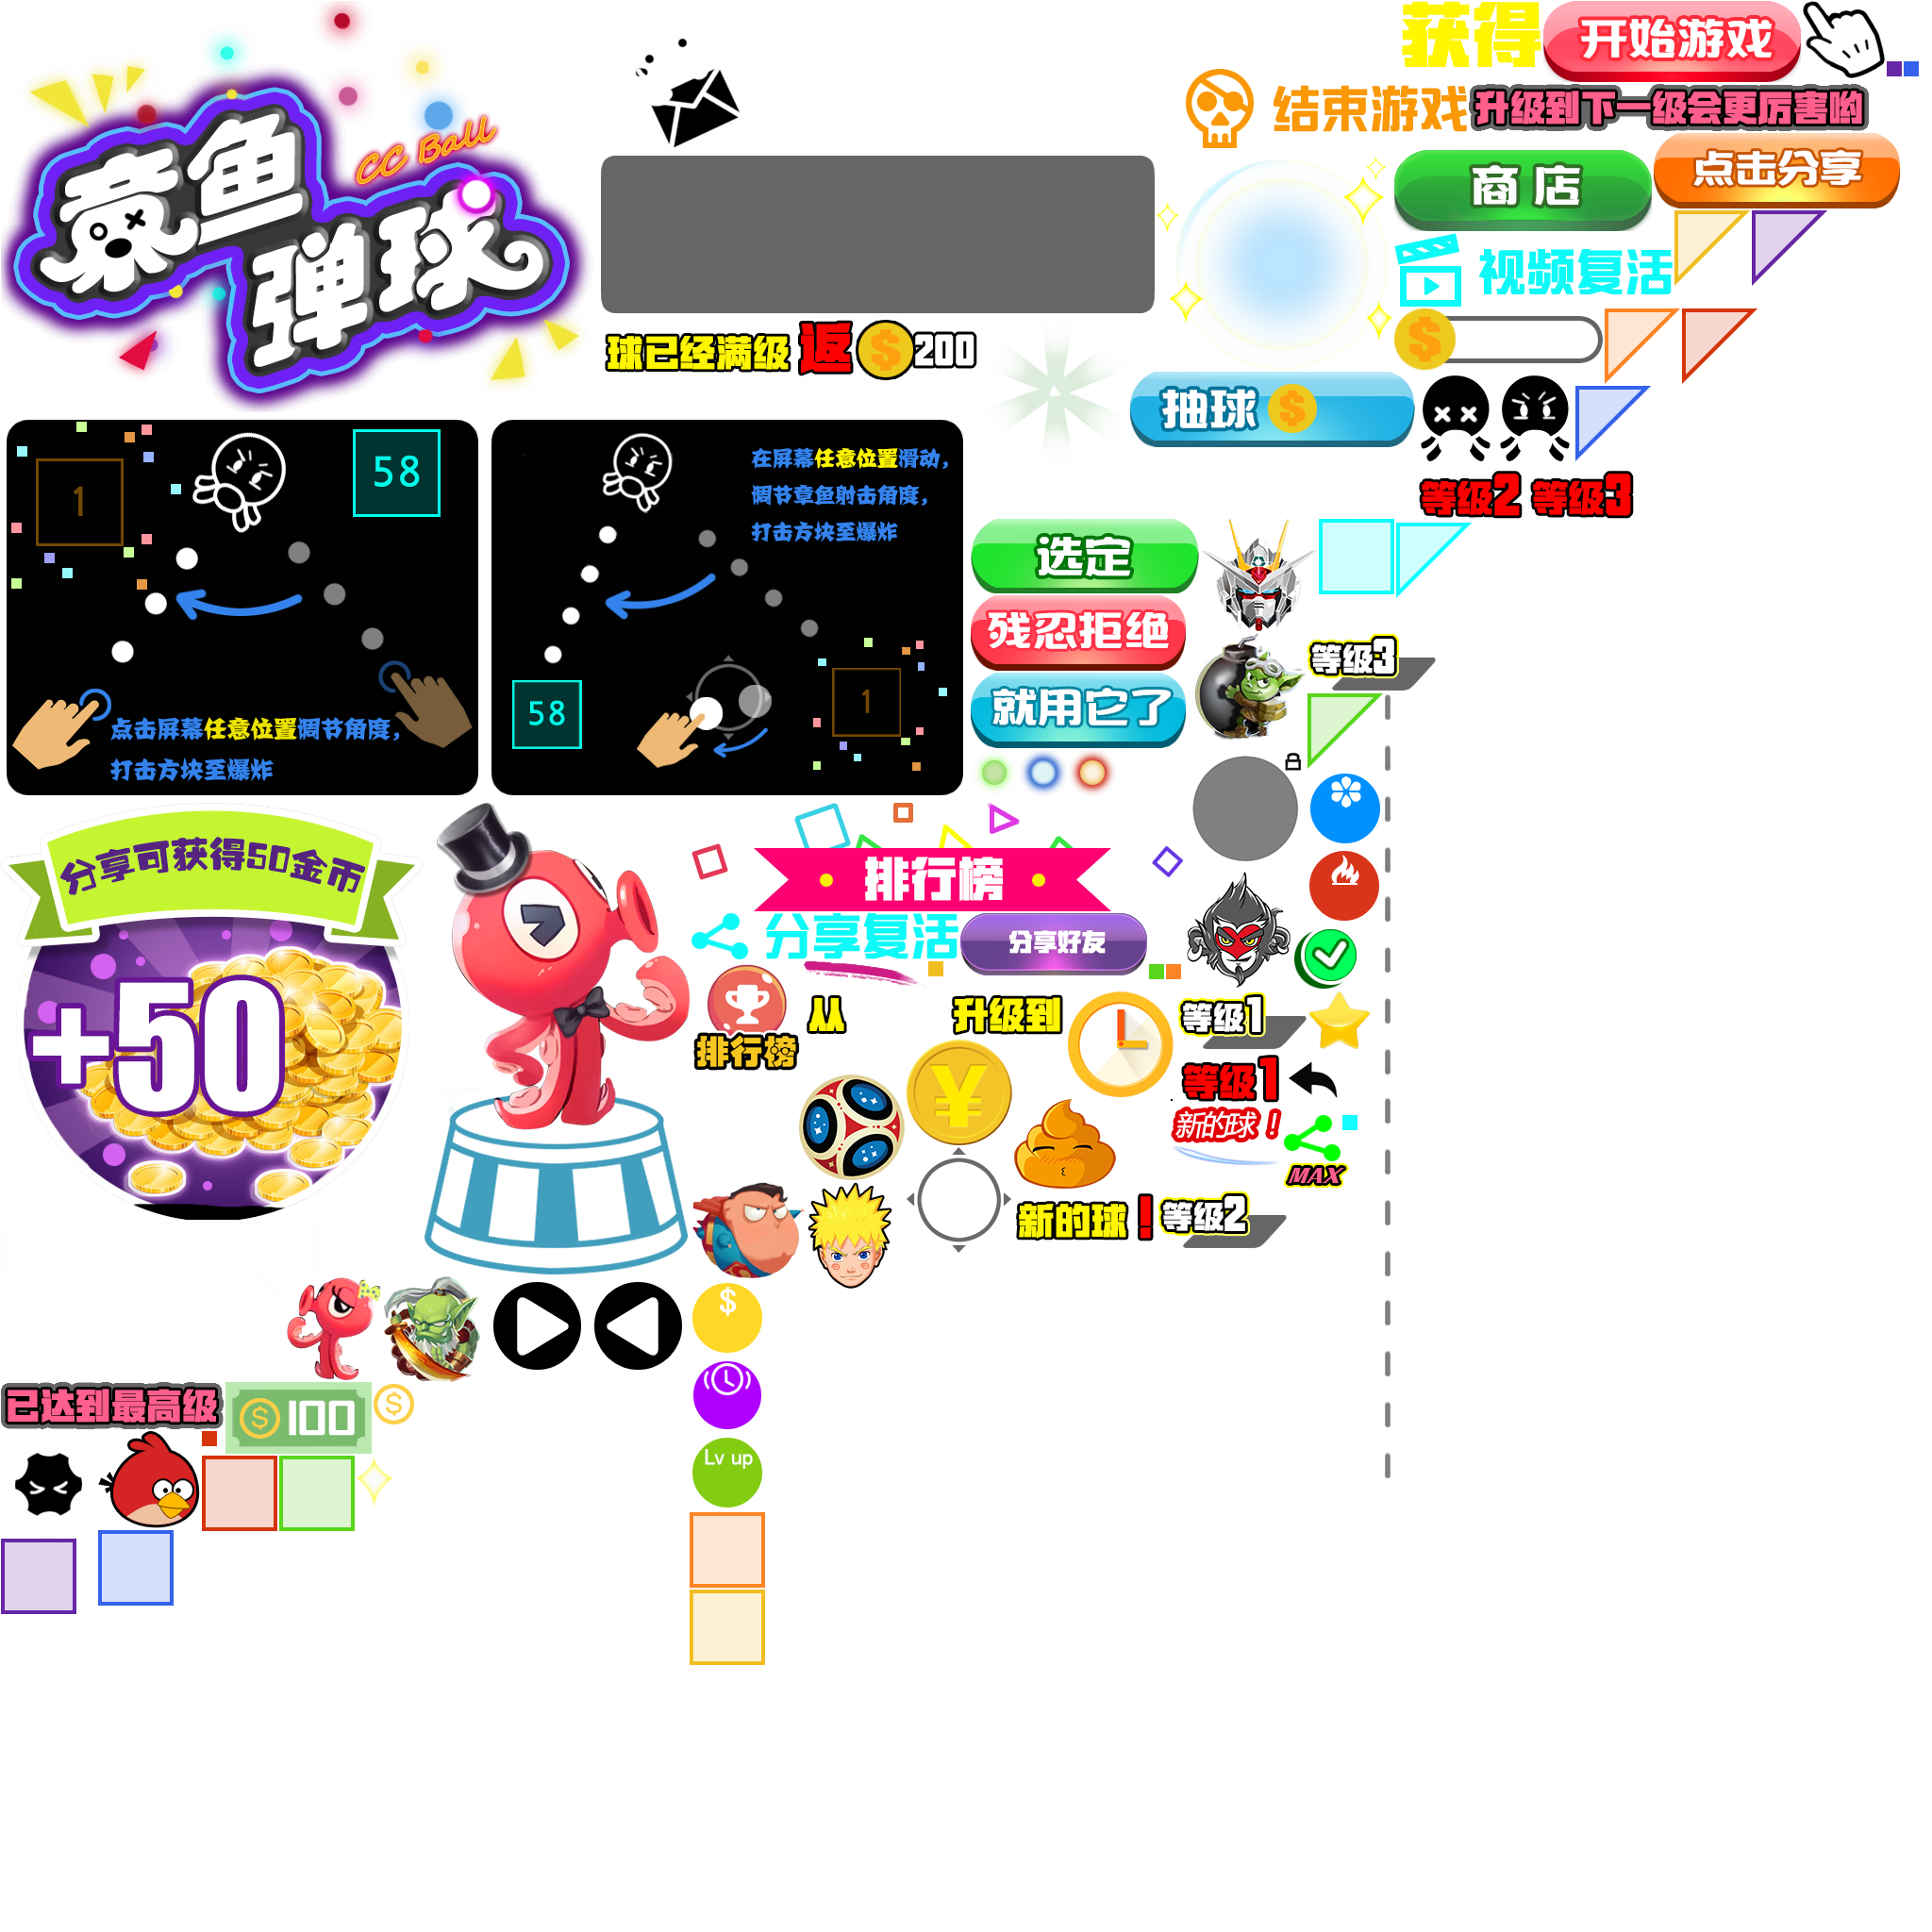 获得
开始游戏
CC Ball
章鱼
弹球
结束游戏
升级到下一级会更厉害哟
商店
点击分享
视频复活
$
球已经满级 返 $ 200
抽球 $
等级2 等级3
1
58
点击屏幕任意位置调节角度，
打击方块至爆炸
在屏幕任意位置滑动，
调节章鱼射击角度，
打击方块至爆炸
58
1
选定
残忍拒绝
就用它了
等级3
分享可获得50金币
+50
排行榜
分享复活
分享好友
排行榜
从
升级到
等级1
等级1
新的球！
MAX
¥
新的球！
等级2
$
Lv up
已达到最高级
$ 100
$